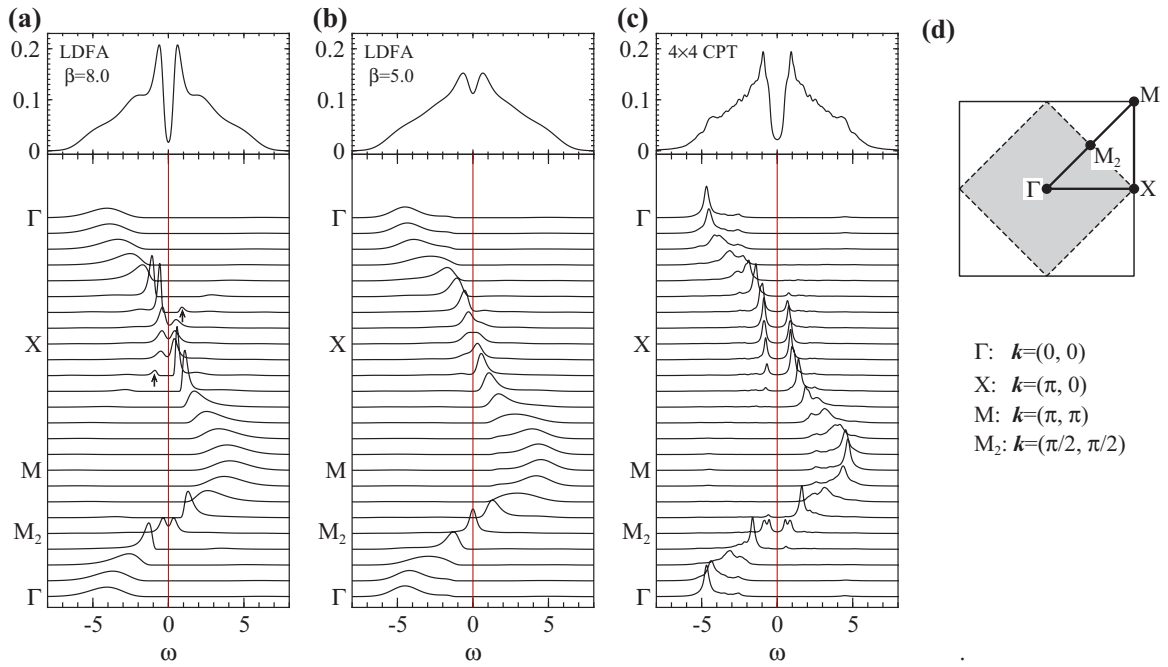 (a)
LDFA
β=8.0
0.2
0.1
0
Γ
X
M
M₂
Γ
-5
0
5
ω
(b)
LDFA
β=5.0
0.2
0.1
0
Γ
X
M
M₂
Γ
-5
0
5
ω
(c)
4×4 CPT
0.2
0.1
0
Γ
X
M
M₂
Γ
-5
0
5
ω
(d)
M
M₂
Γ
X
Γ: k=(0, 0)
X: k=(π, 0)
M: k=(π, π)
M₂: k=(π/2, π/2)
.